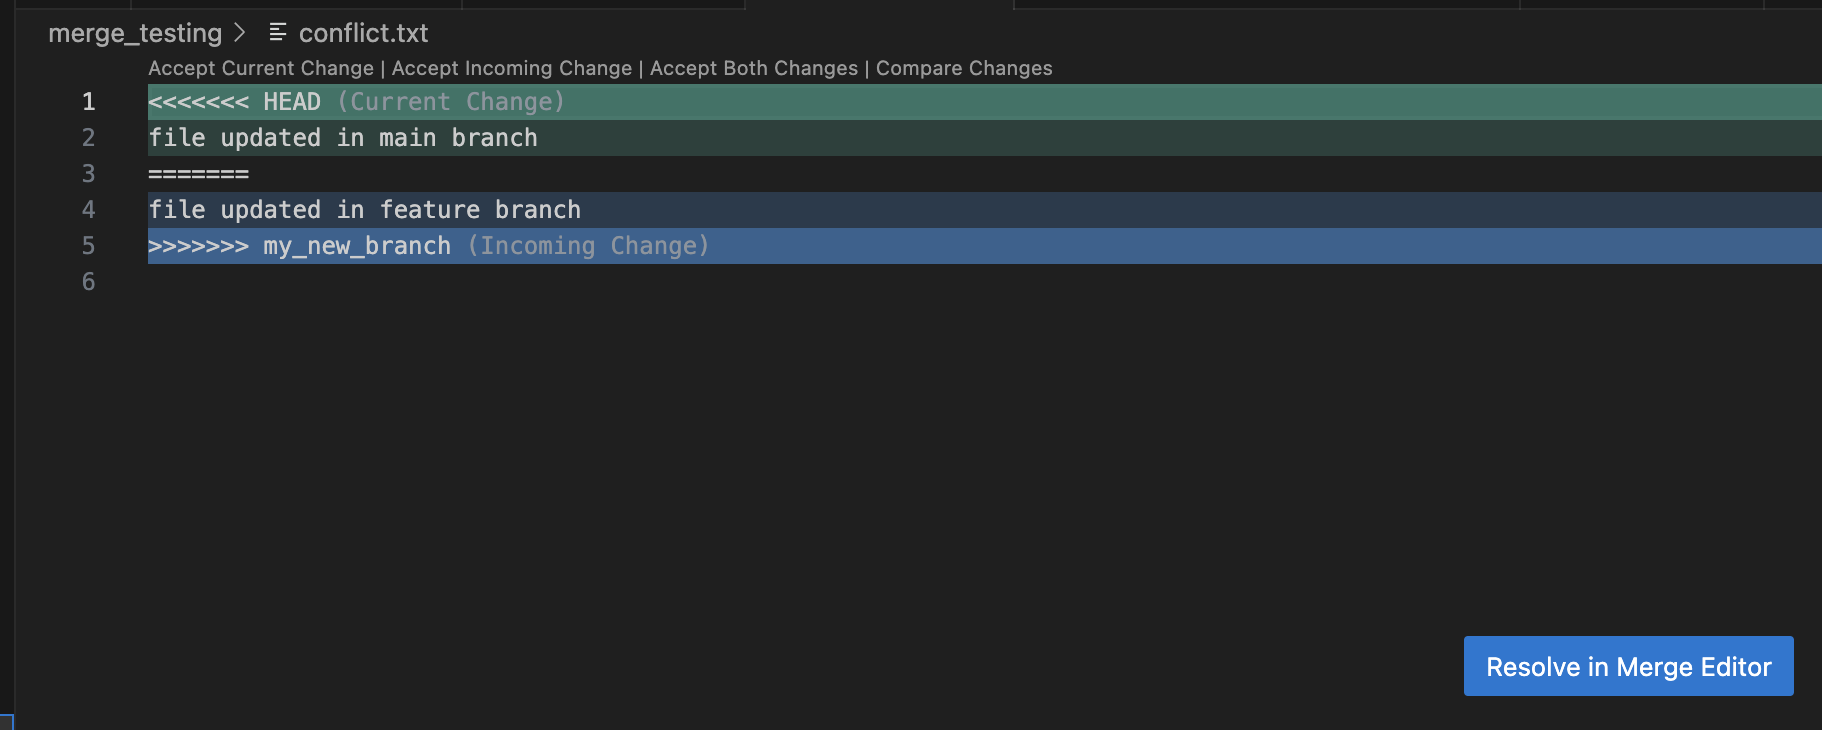 merge_testing > conflict.txt
Accept Current Change | Accept Incoming Change | Accept Both Changes | Compare Changes
1 <<<<<<< HEAD (Current Change)
2 file updated in main branch
3 =======
4 file updated in feature branch
5 >>>>>>> my_new_branch (Incoming Change)
6
Resolve in Merge Editor